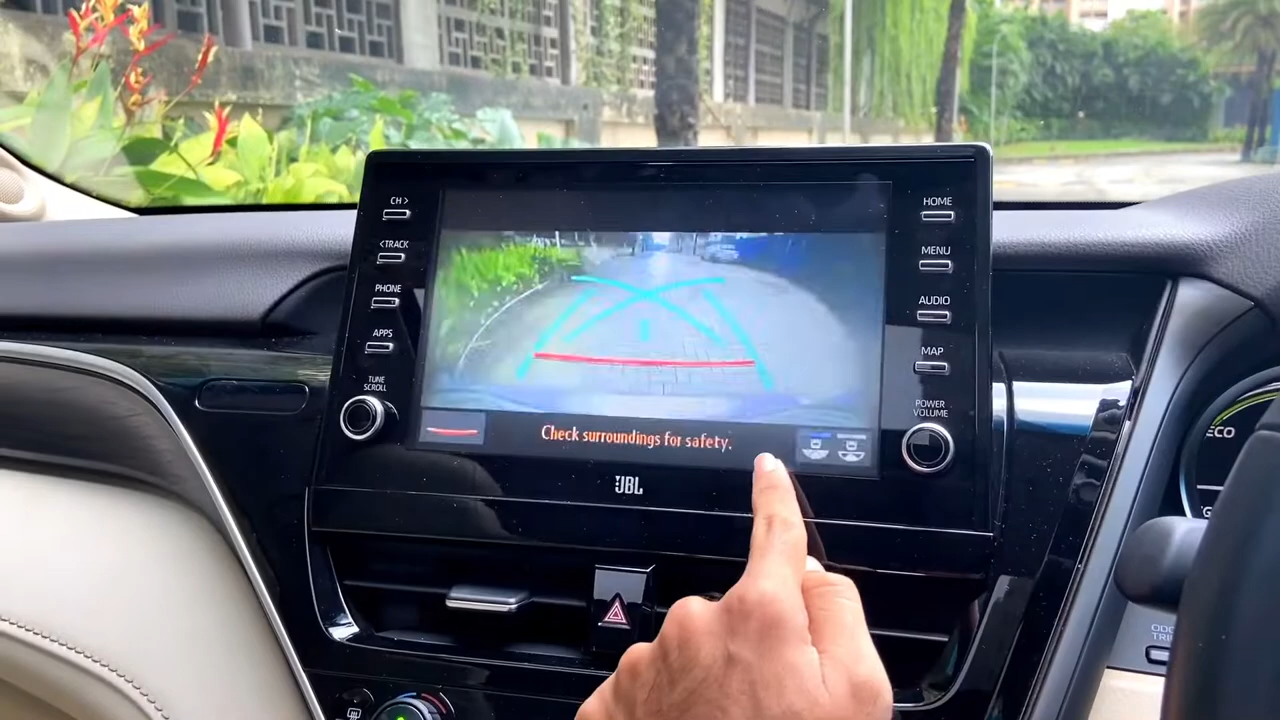 CH >
< TRACK
PHONE
APPS
TUNE
SCROLL
HOME
MENU
AUDIO
MAP
POWER
VOLUME
Check surroundings for safety.
JBL
ECO